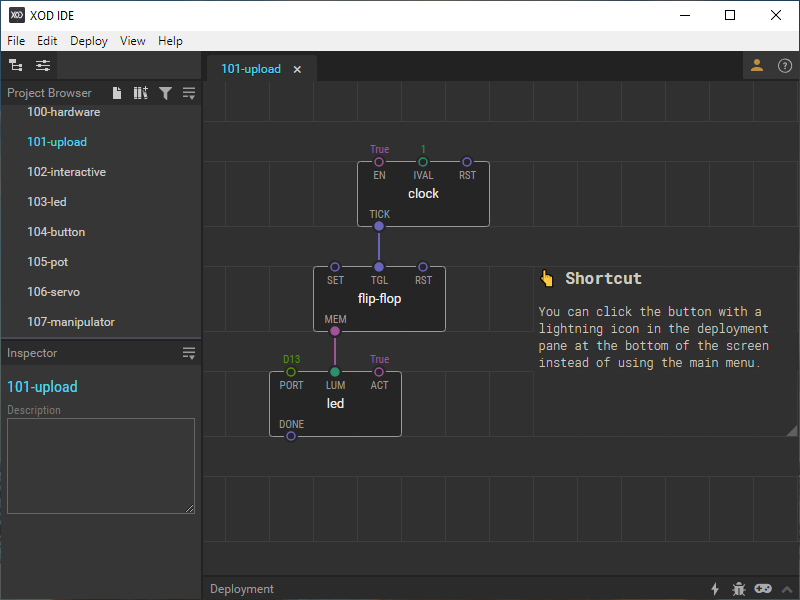 XOD IDE
File Edit Deploy View Help
101-upload
Project Browser
100-hardware
101-upload
102-interactive
103-led
104-button
105-pot
106-servo
107-manipulator
Inspector
101-upload
Description
True 1
EN IVAL RST
clock
TICK
SET TGL RST
flip-flop
MEM
D13 True
PORT LUM ACT
led
DONE
👆 Shortcut
You can click the button with a
lightning icon in the deployment
pane at the bottom of the screen
instead of using the main menu.
Deployment